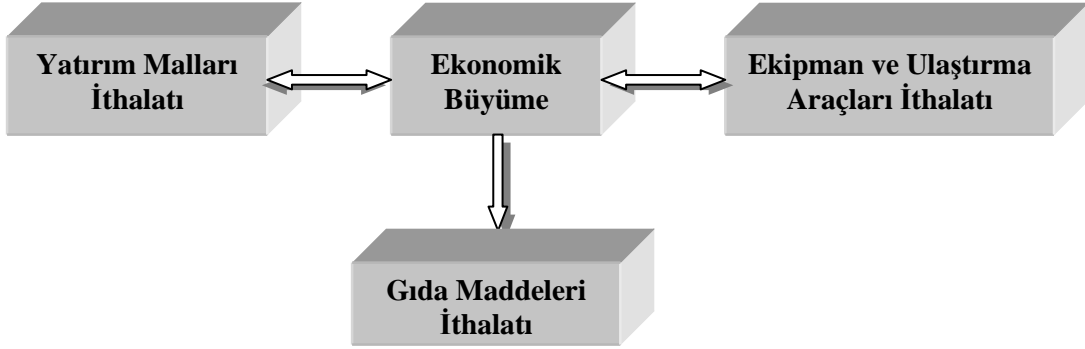 Yatırım Malları
İthalatı
Ekonomik
Büyüme
Ekipman ve Ulaştırma
Araçları İthalatı
Gıda Maddeleri
İthalatı